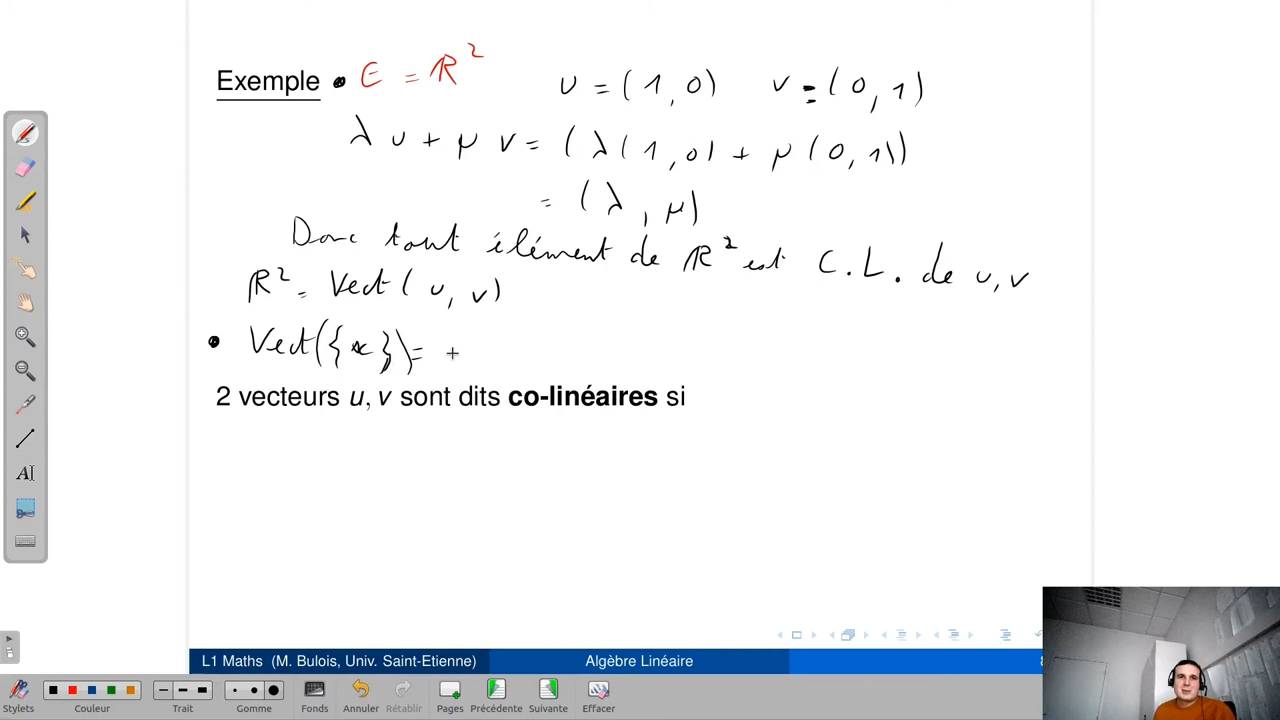 Exemple • E = ℝ² u = (1, 0) v = (0, 1)
λ u + μ v = (λ(1, 0) + μ(0, 1))
= (λ, μ)
Donc tout élément de ℝ² est C.L. de u, v
ℝ² = Vect(u, v)
• Vect({x}) =
2 vecteurs u, v sont dits co-linéaires si
L1 Maths (M. Bulois, Univ. Saint-Etienne) Algèbre Linéaire 8
Stylets Couleur Trait Gomme Fonds Annuler Rétablir Pages Précédente Suivante Effacer